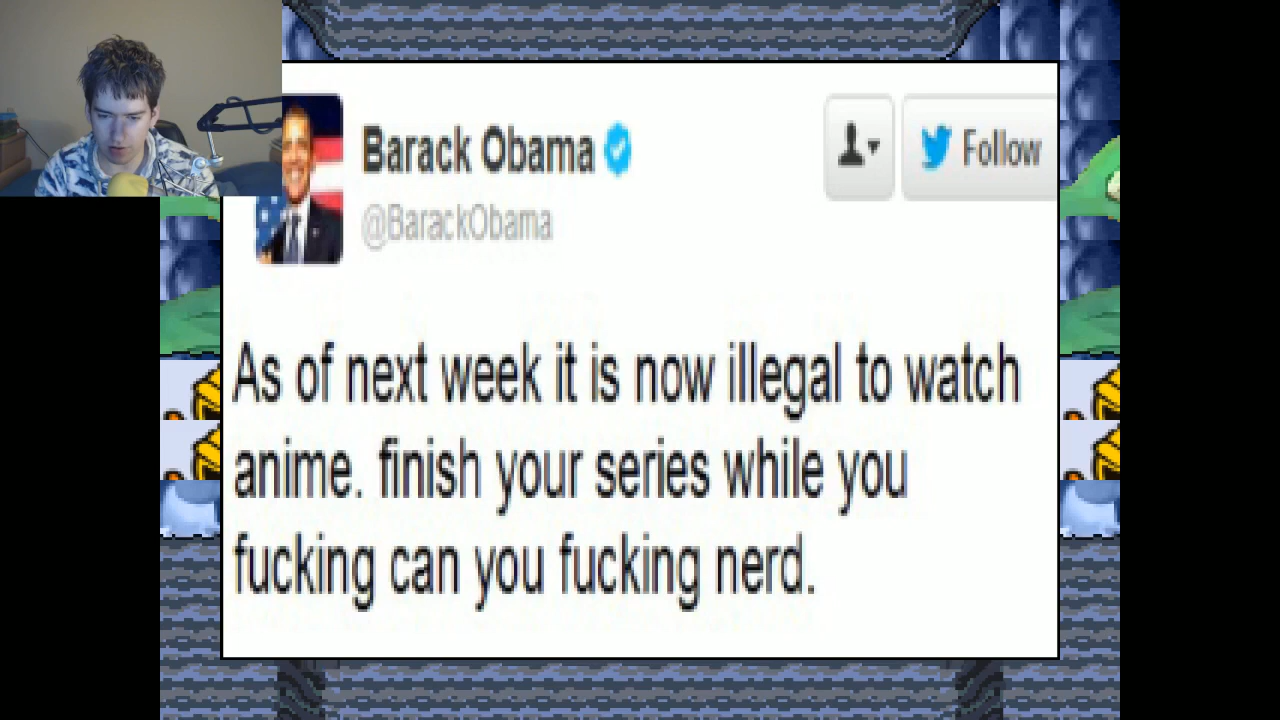 Barack Obama
@BarackObama
Follow
As of next week it is now illegal to watch
anime. finish your series while you
fucking can you fucking nerd.